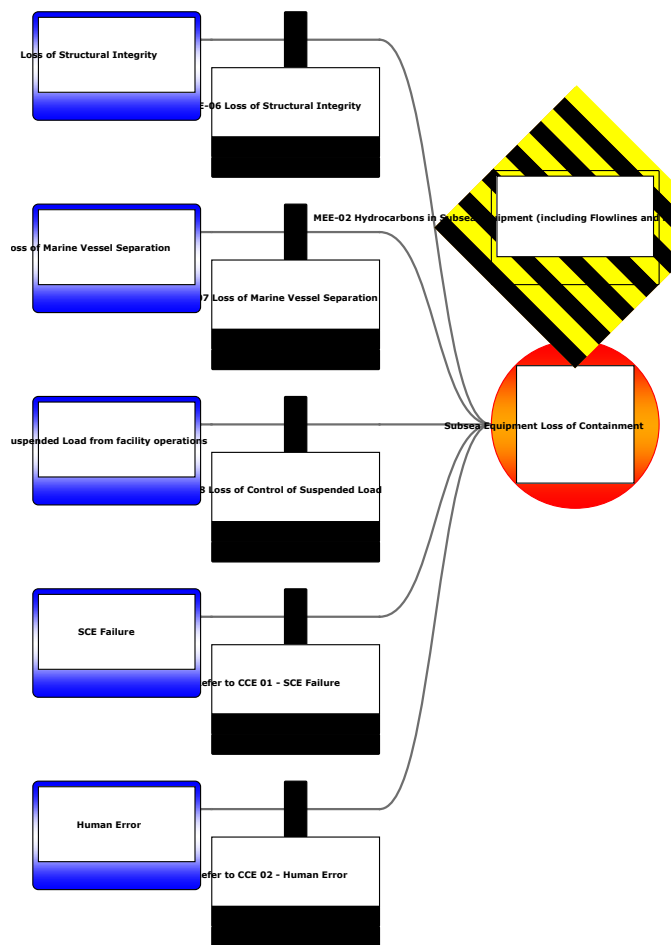 Loss of Structural Integrity
E-06 Loss of Structural Integrity
MEE-02 Hydrocarbons in Subsea Equipment (including Flowlines and
oss of Marine Vessel Separation
07 Loss of Marine Vessel Separation
uspended Load from facility operations
Subsea Equipment Loss of Containment
8 Loss of Control of Suspended Load
SCE Failure
efer to CCE 01 - SCE Failure
Human Error
efer to CCE 02 - Human Error